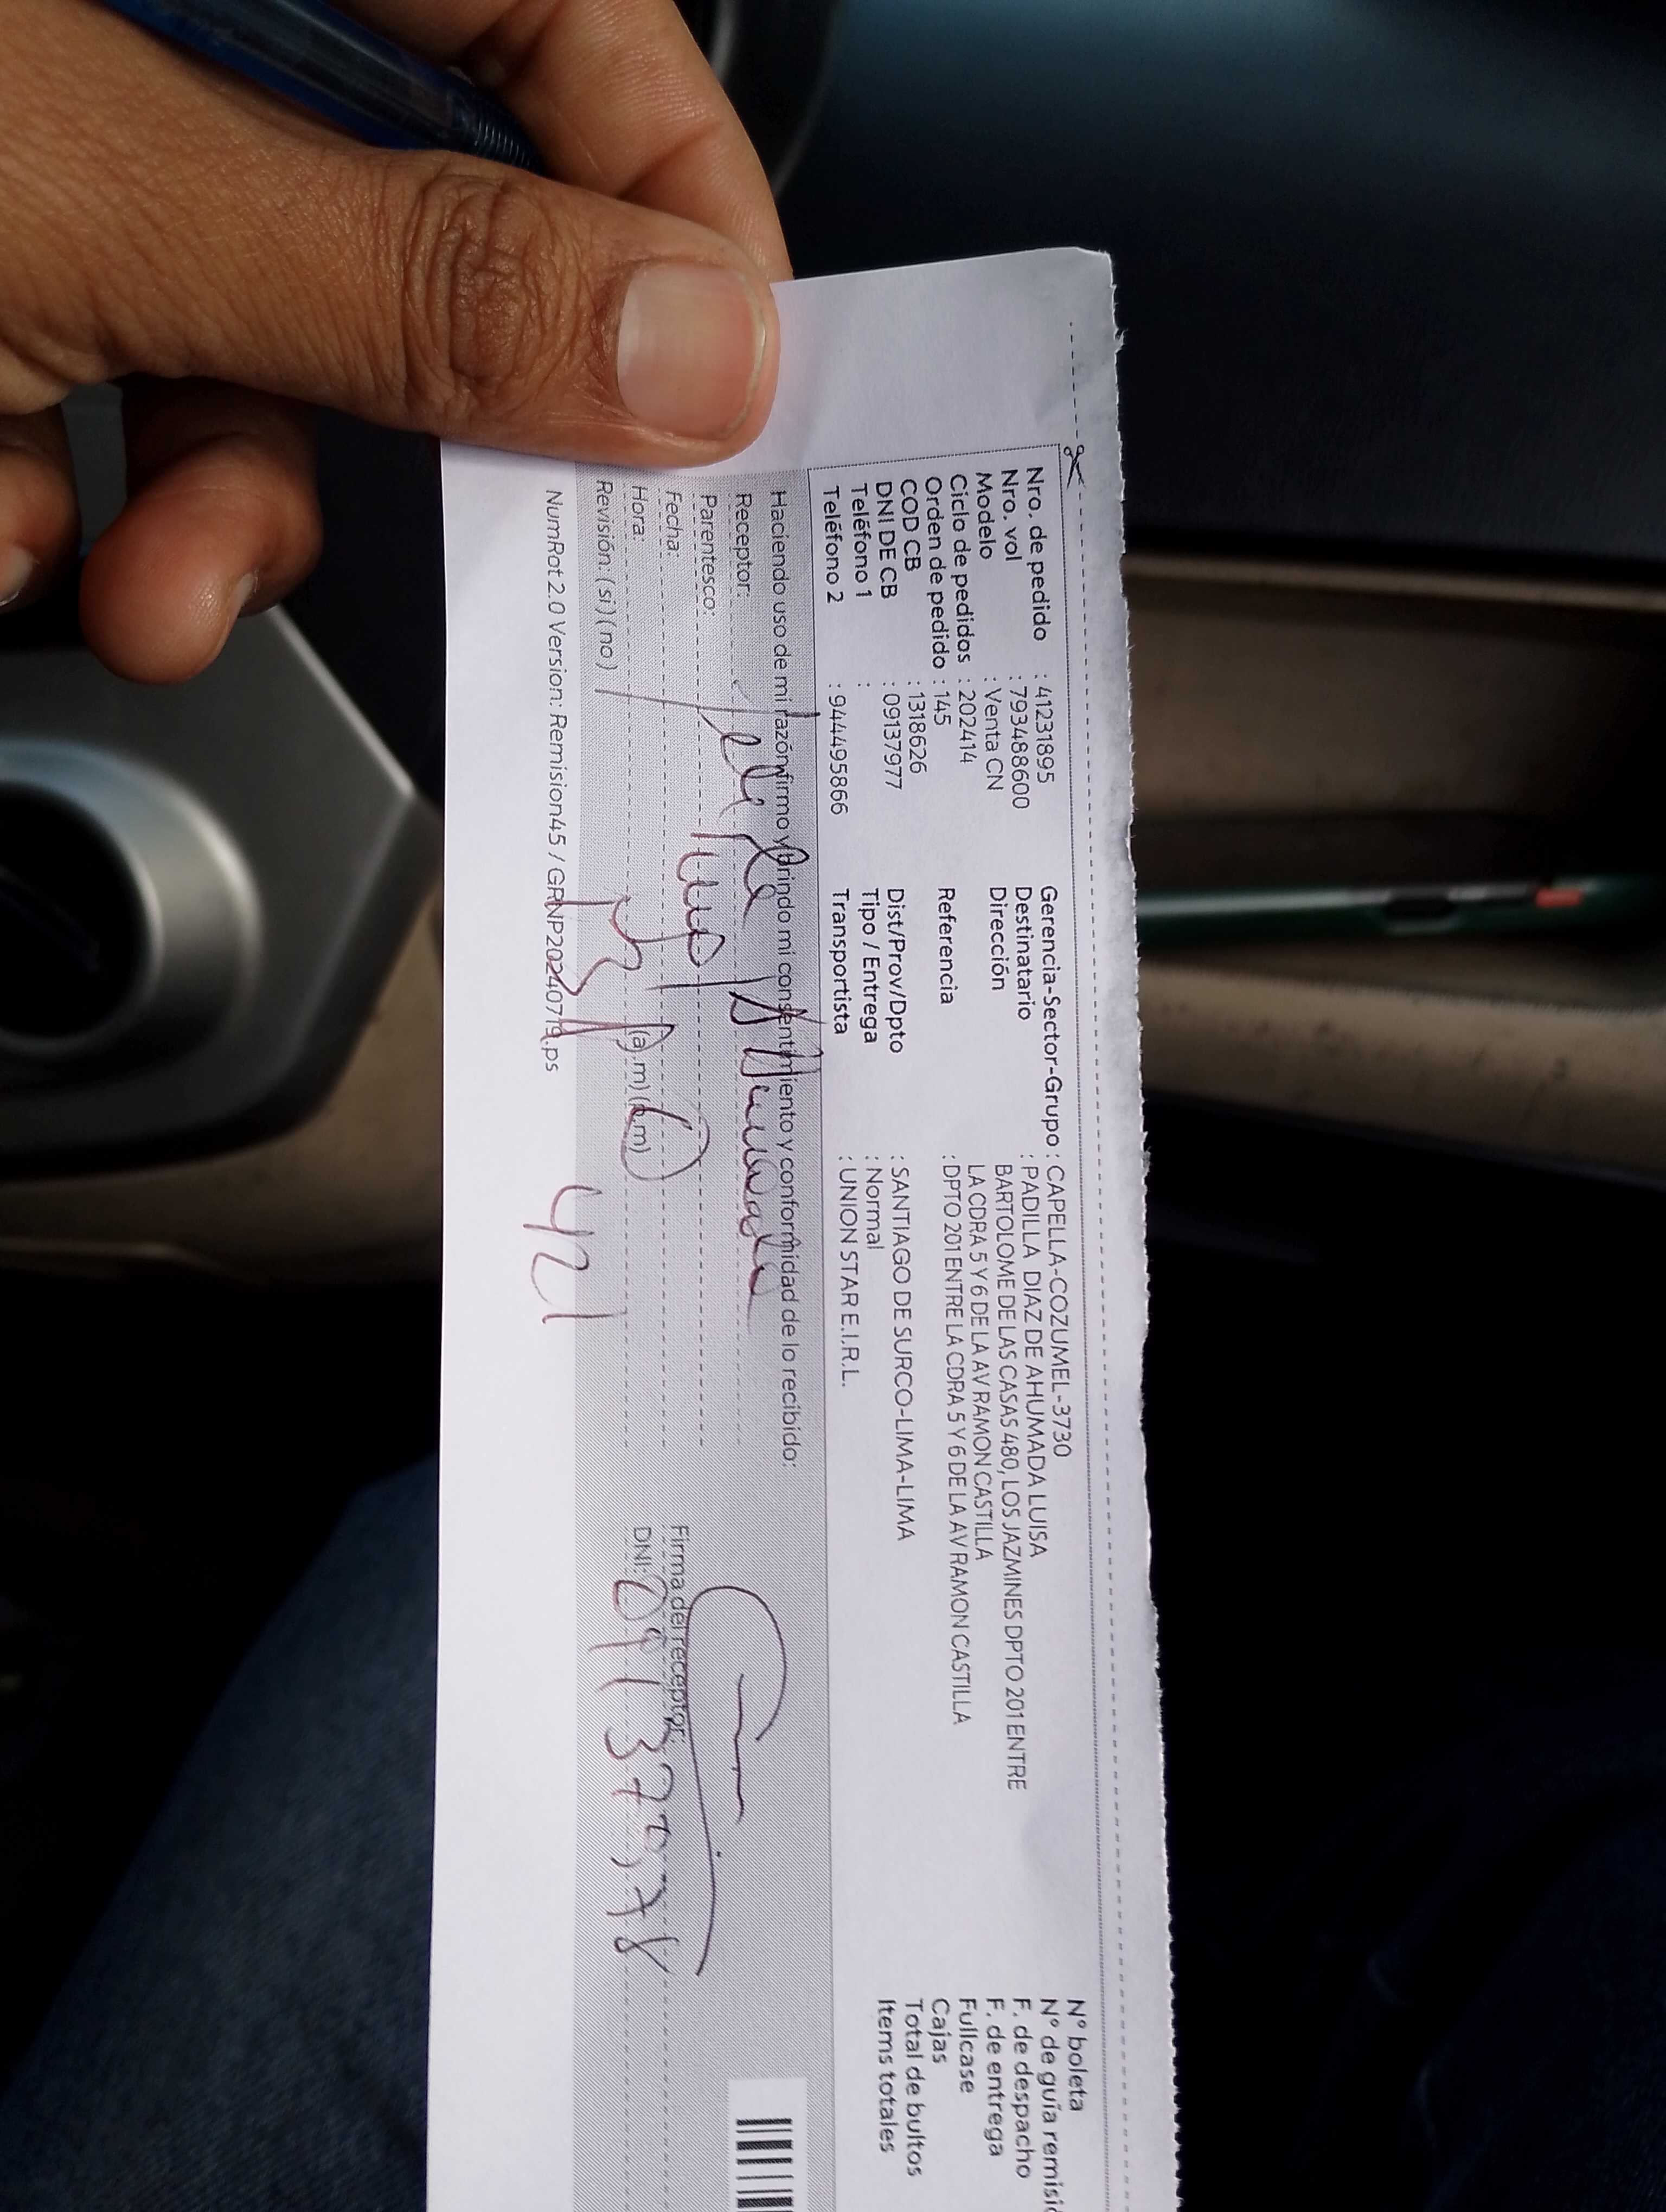 Nro. de pedido : 41231895
Nro. vol : 793488600
Modelo : Venta CN
Ciclo de pedidos : 202414
Orden de pedido : 145
COD CB : 1318626
DNI DE CB : 09137977
Teléfono 1 :
Teléfono 2 : 944495866
Gerencia-Sector-Grupo : CAPELLA-COZUMEL-3730
Destinatario : PADILLA DIAZ DE AHUMADA LUISA
Dirección BARTOLOME DE LAS CASAS 480, LOS JAZMINES DPTO 201 ENTRE
LA CDRA 5 Y 6 DE LA AV RAMON CASTILLA
Referencia : DPTO 201 ENTRE LA CDRA 5 Y 6 DE LA AV RAMON CASTILLA
Dist/Prov/Dpto : SANTIAGO DE SURCO-LIMA-LIMA
Tipo / Entrega : Normal
Transportista : UNION STAR E.I.R.L.
N° boleta
N° de guía remisi
F. de despacho
F. de entrega
Fullcase
Cajas
Total de bultos
Items totales
Haciendo uso de mi razón firmo y brindo mi consentimiento y conformidad de lo recibido:
Receptor:
Parentesco:
Fecha:
Hora: (a.m) (p.m)
Revisión: (si) (no)
Firma del receptor:
DNI:
NumRot 2.0 Version: Remision45 / GRNP20240719.ps